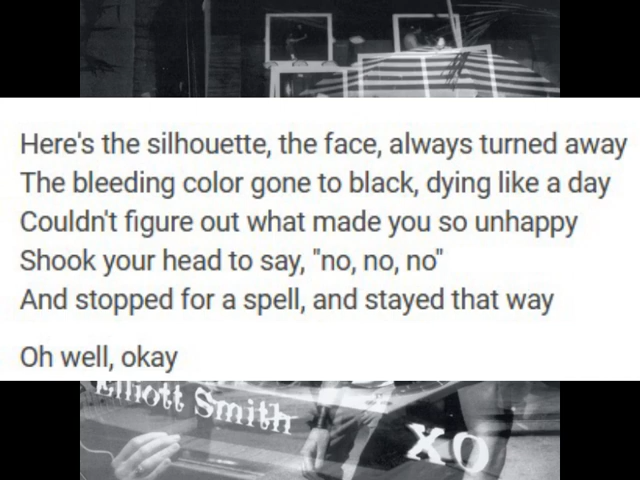 Here's the silhouette, the face, always turned away
The bleeding color gone to black, dying like a day
Couldn't figure out what made you so unhappy
Shook your head to say, "no, no, no"
And stopped for a spell, and stayed that way
Oh well, okay
Elliott Smith
XO